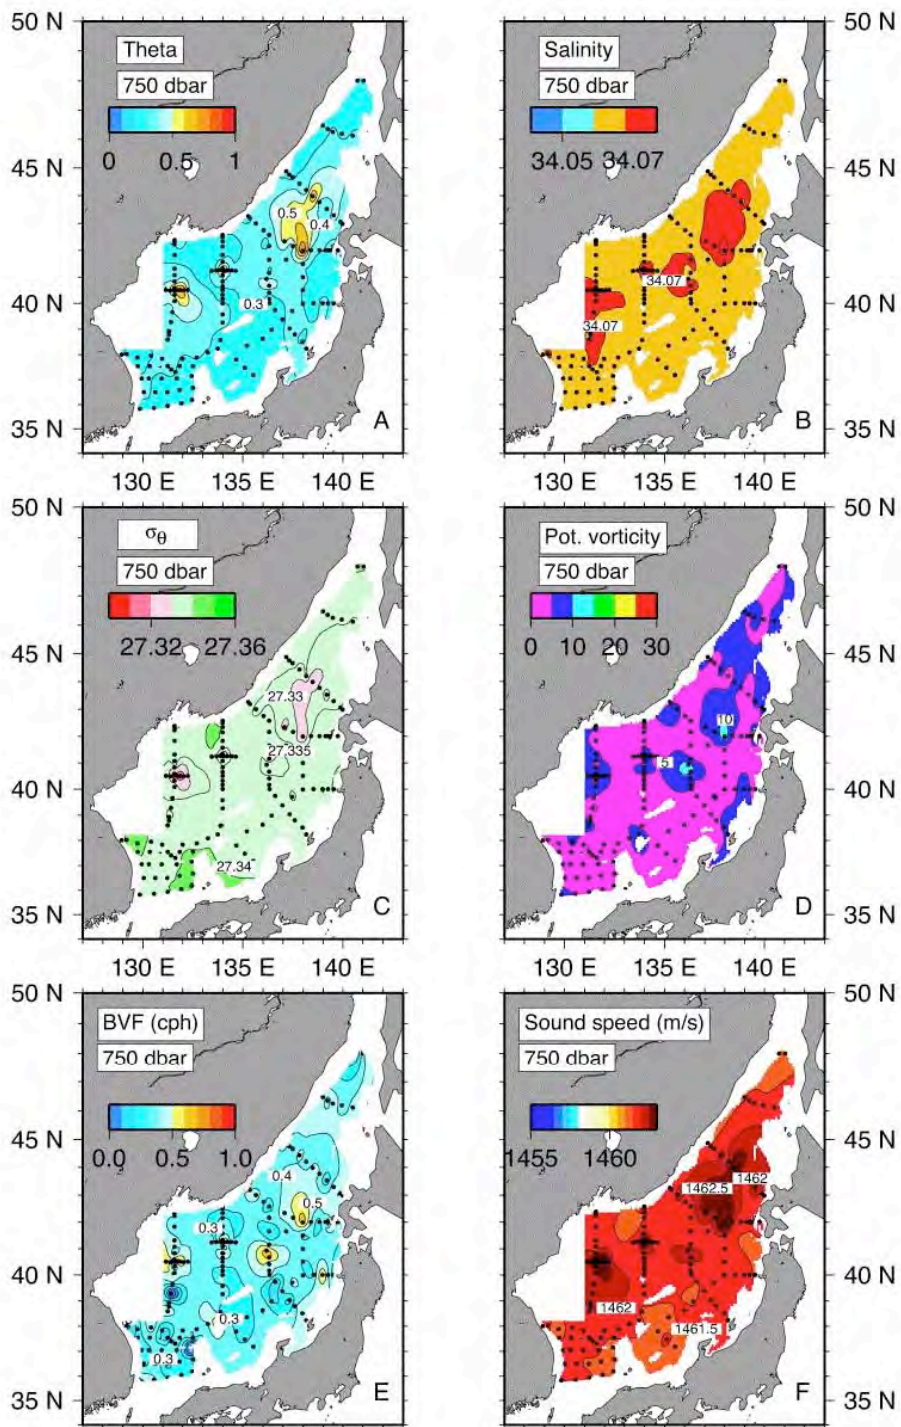 50 N 50 N
Theta Salinity
750 dbar 750 dbar
0 0.5 1 34.05 34.07
45 N 45 N
0.5
0.4
34.07
40 N 0.3 40 N
34.07
35 N A B 35 N
130 E 135 E 140 E 130 E 135 E 140 E
50 N 50 N
σθ Pot. vorticity
750 dbar 750 dbar
27.32 27.36 0 10 20 30
45 N 45 N
27.33
10
27.335
5
40 N 40 N
27.34
35 N C D 35 N
130 E 135 E 140 E 130 E 135 E 140 E
50 N 50 N
BVF (cph) Sound speed (m/s)
750 dbar 750 dbar
0.0 0.5 1.0 1455 1460
45 N 45 N
0.4 1462
1462.5
0.5
0.3
40 N 40 N
1462
0.3 1461.5
0.3
35 N E F 35 N